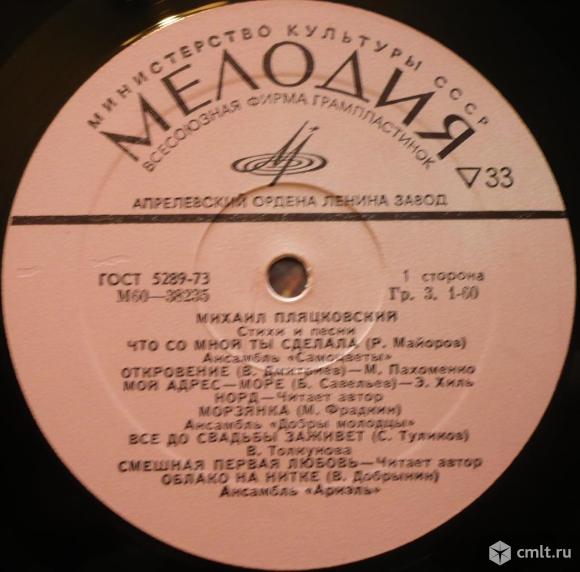 МИНИСТЕРСТВО КУЛЬТУРЫ СССР
МЕЛОДИЯ
ВСЕСОЮЗНАЯ ФИРМА ГРАМПЛАСТИНОК
33
АПРЕЛЕВСКИЙ ОРДЕНА ЛЕНИНА ЗАВОД
ГОСТ 5289-73
1 сторона
М60—38235
Гр. 3. 1-60
МИХАИЛ ПЛЯЦКОВСКИЙ
Стихи и песни
ЧТО СО МНОЙ ТЫ СДЕЛАЛА (Р. Майоров)
Ансамбль «Самоцветы»
ОТКРОВЕНИЕ (В. Дмитриев)—М. Пахоменко
МОЙ АДРЕС—МОРЕ (Б. Савельев)—Э. Хиль
НОРД—Читает автор
МОРЗЯНКА (М. Фрадкин)
Ансамбль «Добры молодцы»
ВСЕ ДО СВАДЬБЫ ЗАЖИВЕТ (С. Туликов)
В. Толкунова
СМЕШНАЯ ПЕРВАЯ ЛЮБОВЬ—Читает автор
ОБЛАКО НА НИТКЕ (В. Добрынин)
Ансамбль «Ариэль»
cmlt.ru